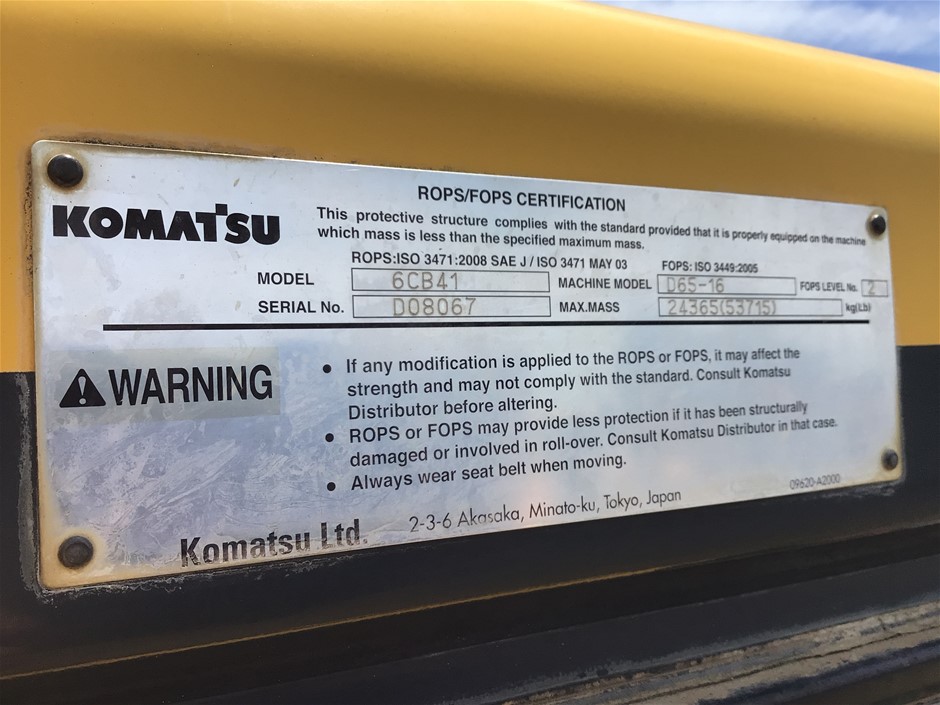 ROPS/FOPS CERTIFICATION
KOMATSU
This protective structure complies with the standard provided that it is properly equipped on the machine
which mass is less than the specified maximum mass.
ROPS:ISO 3471:2008 SAE J / ISO 3471 MAY 03 FOPS: ISO 3449:2005
MODEL 6CB41 MACHINE MODEL D65-16 FOPS LEVEL No. 2
SERIAL No. D08067 MAX.MASS 24365(53715) kg(Lb)
WARNING
• If any modification is applied to the ROPS or FOPS, it may affect the
strength and may not comply with the standard. Consult Komatsu
Distributor before altering.
• ROPS or FOPS may provide less protection if it has been structurally
damaged or involved in roll-over. Consult Komatsu Distributor in that case.
• Always wear seat belt when moving.
09620-A2000
Komatsu Ltd. 2-3-6 Akasaka, Minato-ku, Tokyo, Japan